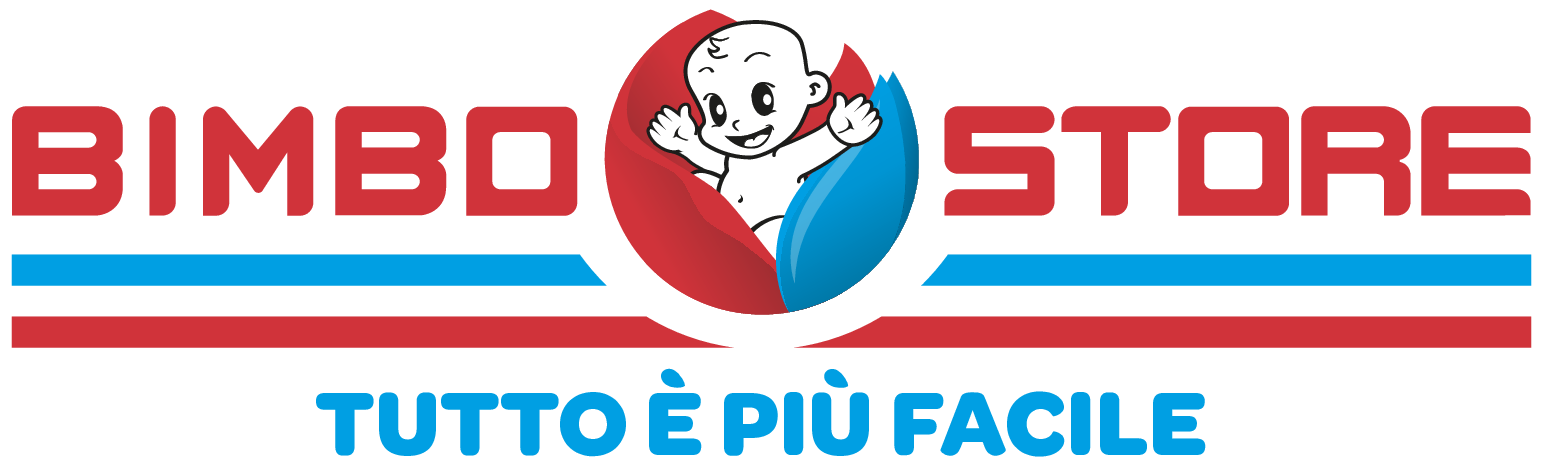 BIMBO STORE
TUTTO È PIÙ FACILE